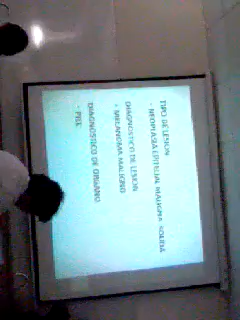 TIPO DE LESION
- NEOPLASIA EPITELIAL MALIGNA SOLIDA
DIAGNOSTICO DE LESION
- MELANOMA MALIGNO
DIAGNOSTICO DE ORGANO
- PIEL